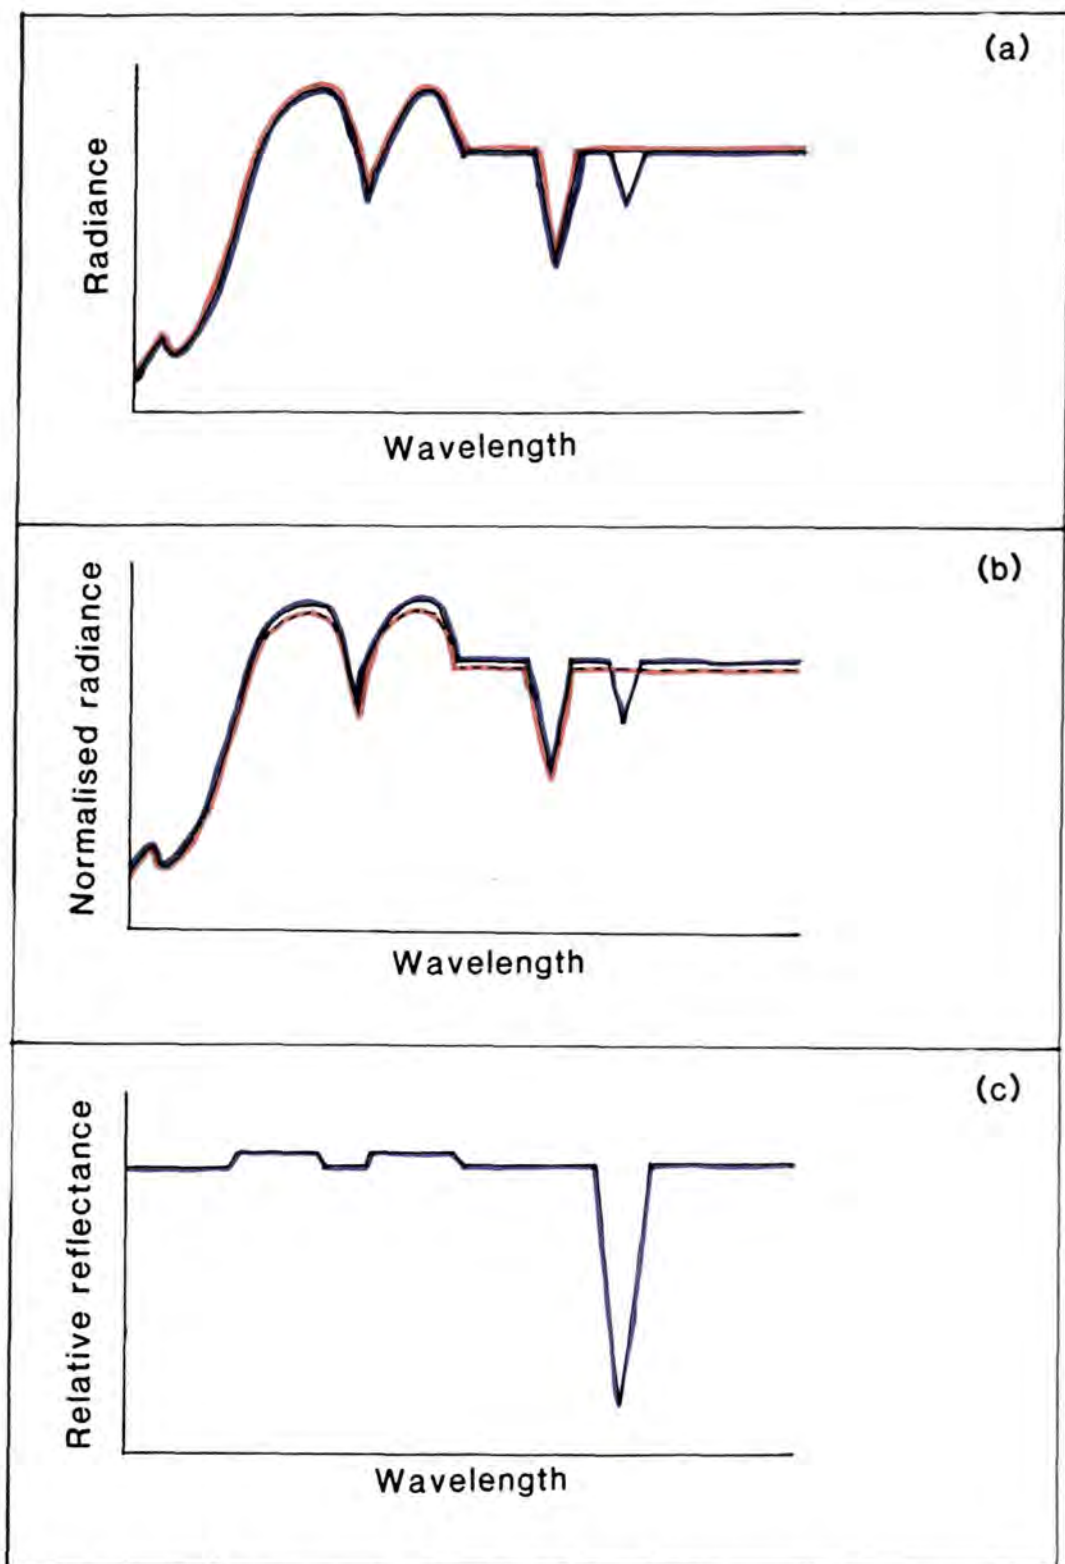 (a)
Radiance
Wavelength
(b)
Normalised radiance
Wavelength
(c)
Relative reflectance
Wavelength